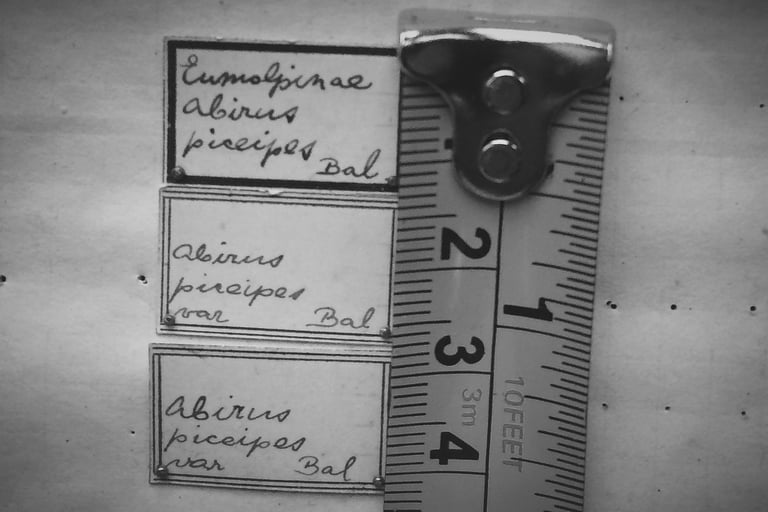 Eumolpinae
Abirus
piceipes
Bal
Abirus
piceipes
var Bal
Abirus
piceipes
var Bal
2
3
4
1
3m
10FEET